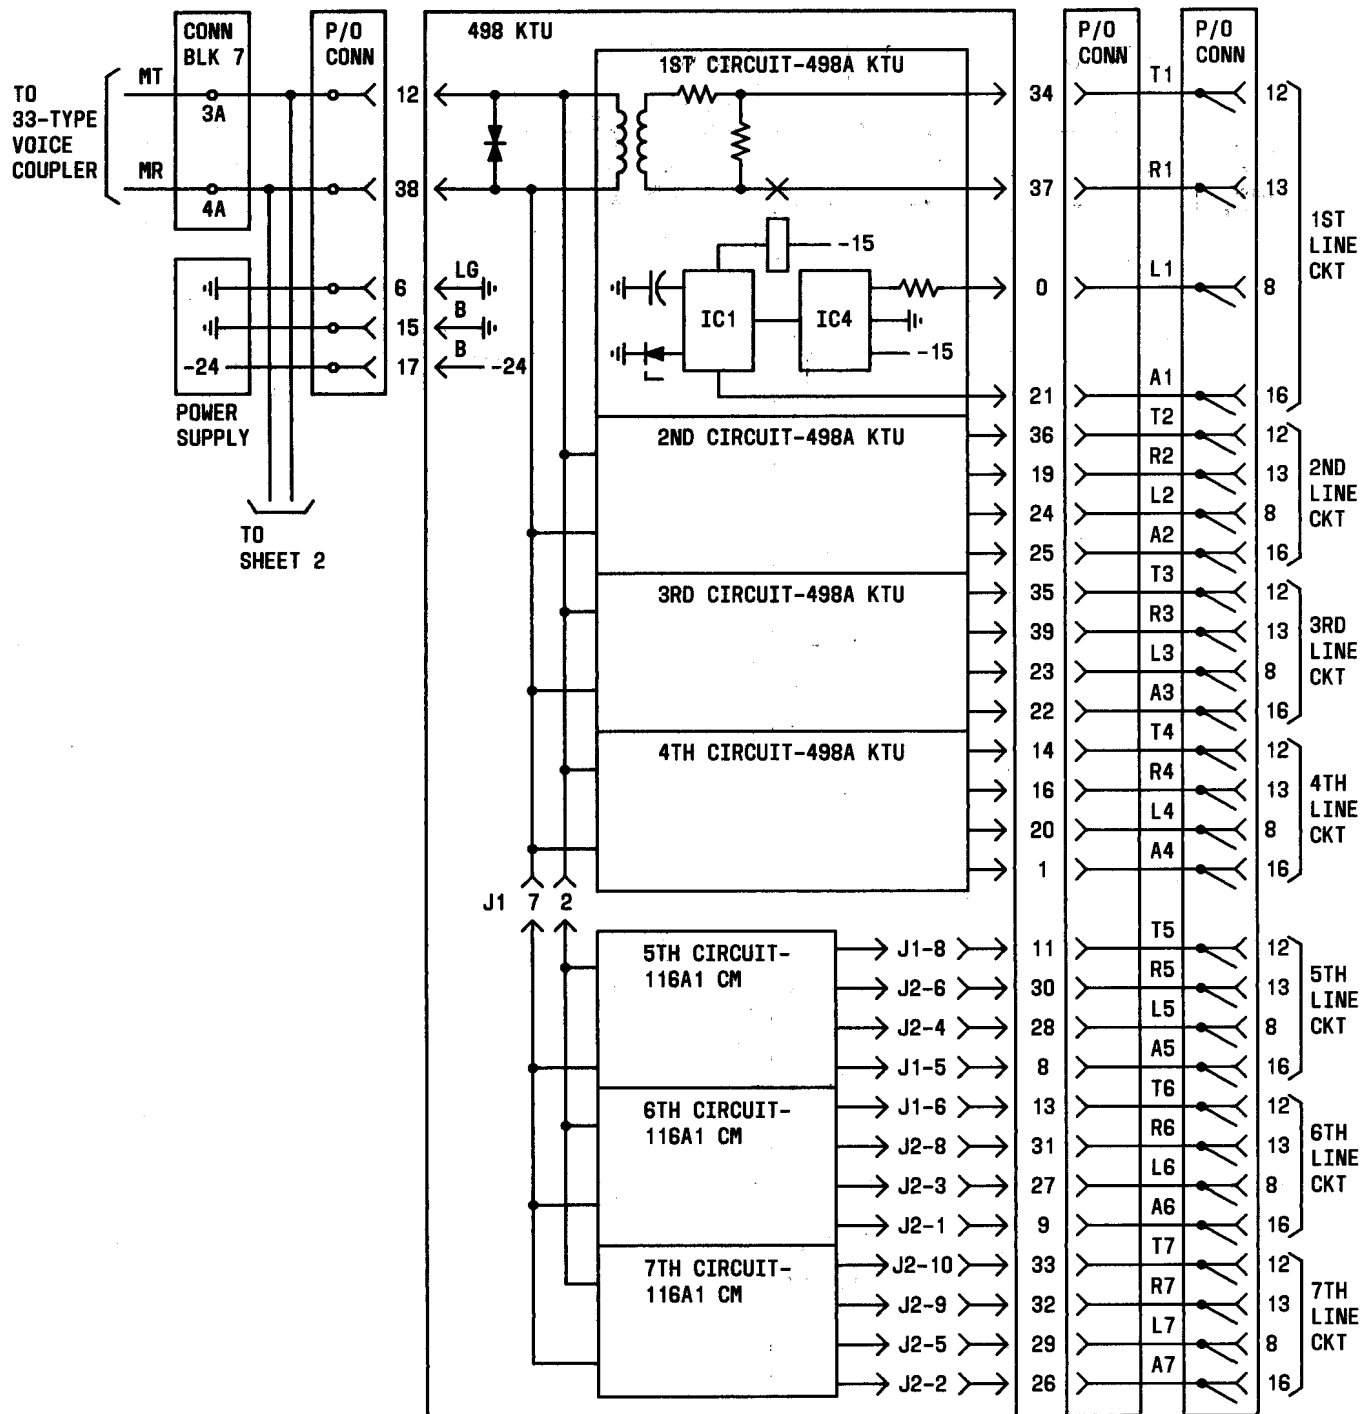 CONN
BLK 7
P/O
CONN
498 KTU
P/O
CONN
P/O
CONN
1ST CIRCUIT-498A KTU
TO
33-TYPE
VOICE
COUPLER
MT
3A
12
34
T1
12
MR
4A
38
37
R1
13
1ST
LINE
CKT
-15
6
LG
IC1
IC4
0
L1
8
15
B
-15
-24
17
B
-24
21
A1
16
POWER
SUPPLY
TO
SHEET 2
2ND CIRCUIT-498A KTU
36
T2
12
19
R2
13
24
L2
8
25
A2
16
2ND
LINE
CKT
3RD CIRCUIT-498A KTU
35
T3
12
39
R3
13
23
L3
8
22
A3
16
3RD
LINE
CKT
4TH CIRCUIT-498A KTU
14
T4
12
16
R4
13
20
L4
8
1
A4
16
4TH
LINE
CKT
J1 7 2
5TH CIRCUIT-
116A1 CM
J1-8
11
T5
12
J2-6
30
R5
13
J2-4
28
L5
8
J1-5
8
A5
16
5TH
LINE
CKT
6TH CIRCUIT-
116A1 CM
J1-6
13
T6
12
J2-8
31
R6
13
J2-3
27
L6
8
J2-1
9
A6
16
6TH
LINE
CKT
7TH CIRCUIT-
116A1 CM
J2-10
33
T7
12
J2-9
32
R7
13
J2-5
29
L7
8
J2-2
26
A7
16
7TH
LINE
CKT